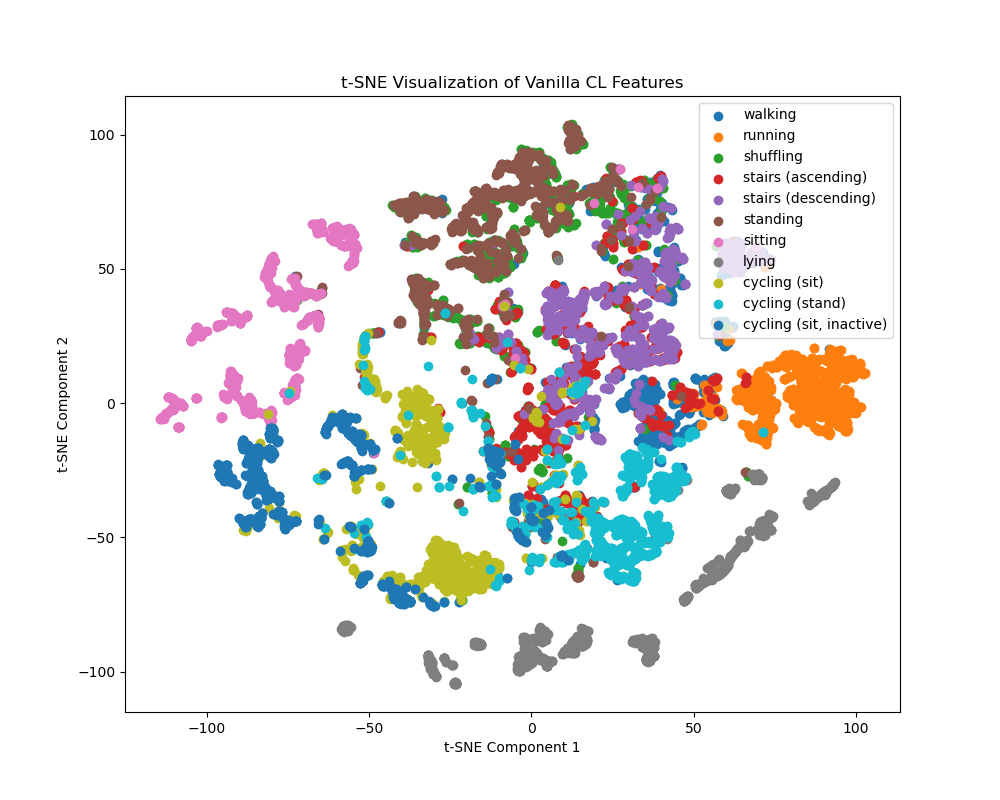 t-SNE Visualization of Vanilla CL Features
walking
running
shuffling
stairs (ascending)
stairs (descending)
standing
sitting
lying
cycling (sit)
cycling (stand)
cycling (sit, inactive)
100
50
0
−50
−100
t-SNE Component 2
−100
−50
0
50
100
t-SNE Component 1